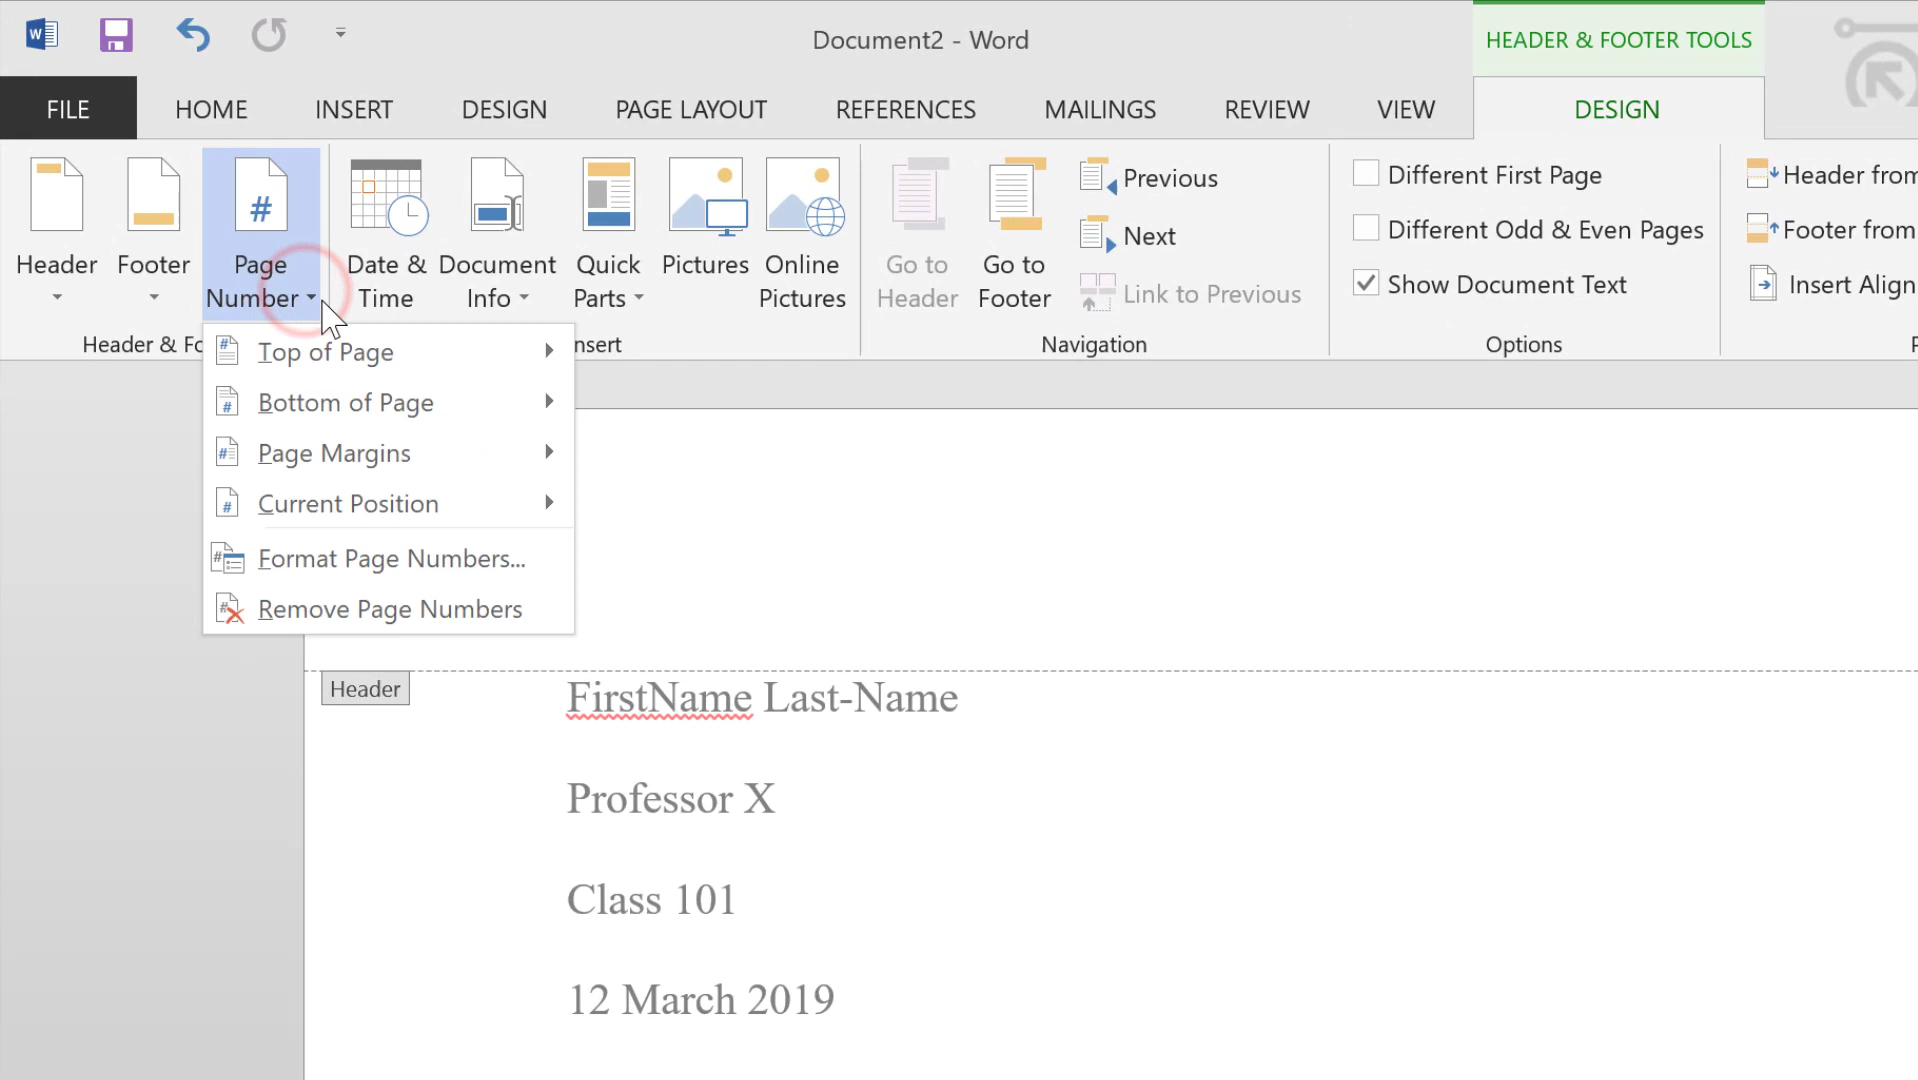 Document2 - Word
HEADER & FOOTER TOOLS
FILE HOME INSERT DESIGN PAGE LAYOUT REFERENCES MAILINGS REVIEW VIEW DESIGN
Header
Footer
Page
Number
Date &
Time
Document
Info
Quick
Parts
Pictures
Online
Pictures
Go to
Header
Go to
Footer
Previous
Next
Link to Previous
Different First Page
Different Odd & Even Pages
Show Document Text
Header from
Footer from
Insert Align
Header & Fo
nsert
Navigation
Options
Top of Page
Bottom of Page
Page Margins
Current Position
Format Page Numbers...
Remove Page Numbers
Header
FirstName Last-Name
Professor X
Class 101
12 March 2019